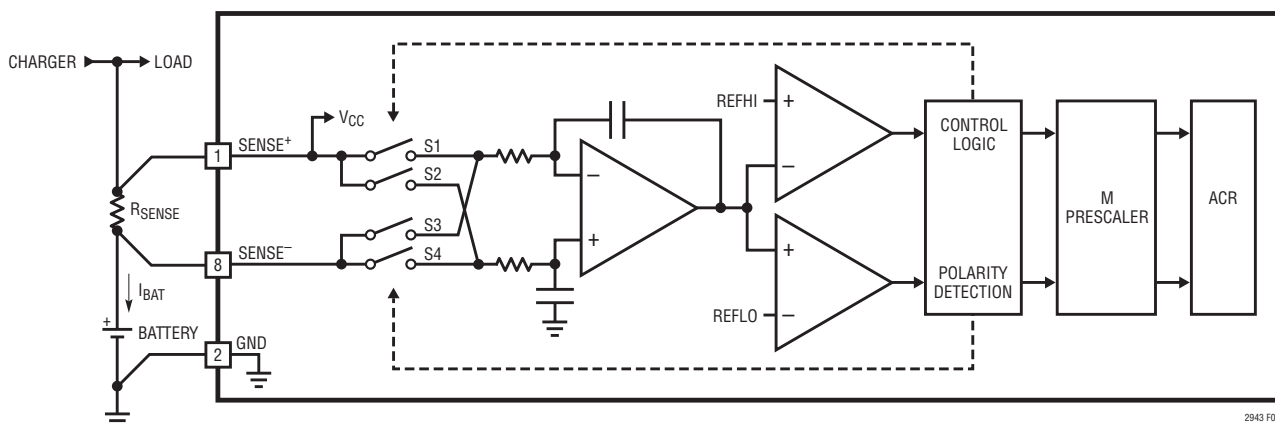 CHARGER
LOAD
VCC
REFHI
+
−
CONTROL
LOGIC
1
SENSE+
S1
S2
−
+
M
PRESCALER
ACR
RSENSE
S3
S4
8
SENSE−
+
−
POLARITY
DETECTION
REFLO
IBAT
+
BATTERY
2
GND
2943 F0